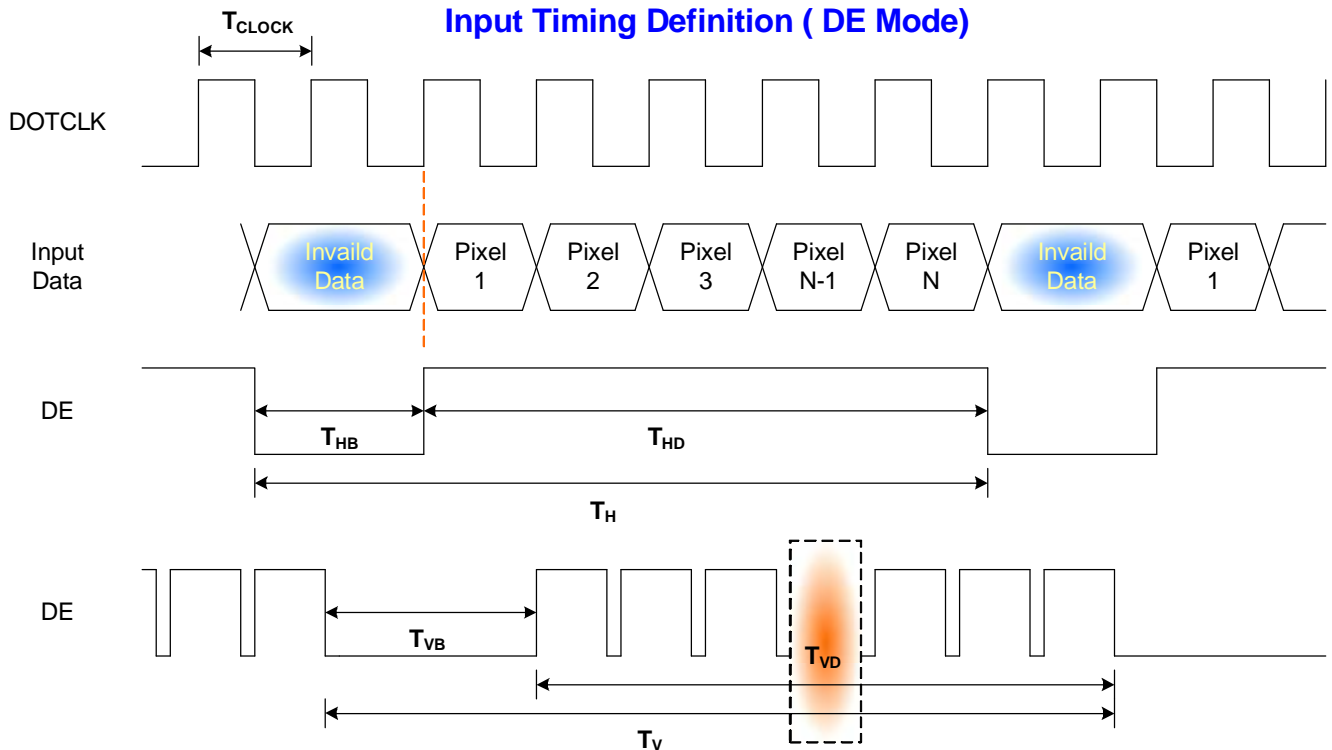 Input Timing Definition ( DE Mode)
TCLOCK
DOTCLK
Input
Data
Invaild
Data
Pixel
1
Pixel
2
Pixel
3
Pixel
N-1
Pixel
N
Invaild
Data
Pixel
1
DE
THB
THD
TH
DE
TVB
TVD
TV